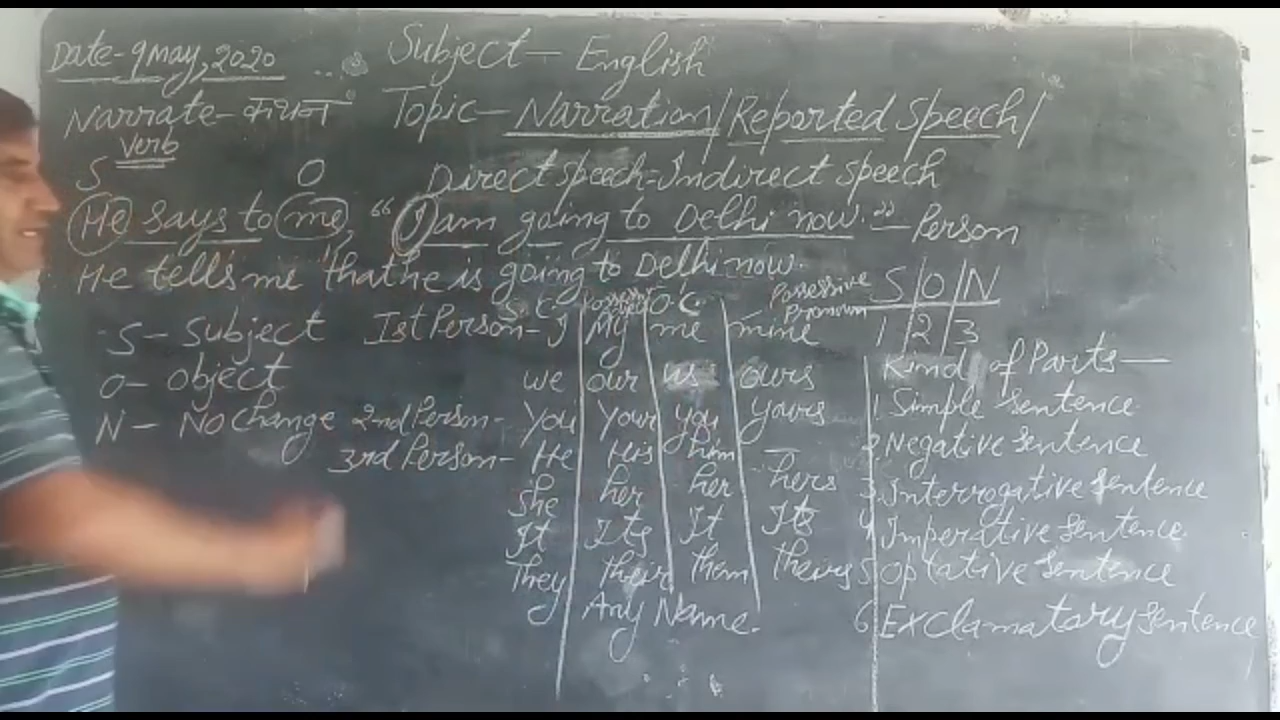 Date-9 May, 2020
Subject- English
Narrate- कथन
Topic- Narration/Reported Speech/
Verb
S O
Direct speech-Indirect speech
He says to me, "I am going to Delhi now."-Person
He tells me that he is going to Delhi now.
S O N
1 2 3
S.C. O.C. Possessive Pronoun
S- Subject Ist Person- I My me mine
O- Object we our us ours
N- No Change 2nd Person- You Your you yours
3rd Person- He His him -
She her her hers
It Its It Its
They their them theirs
Any Name.
Kind of Parts-
1. Simple sentence
2. Negative sentence
3. Interrogative sentence
4. Imperative sentence.
5 Optative sentence
6 Exclamatory sentence